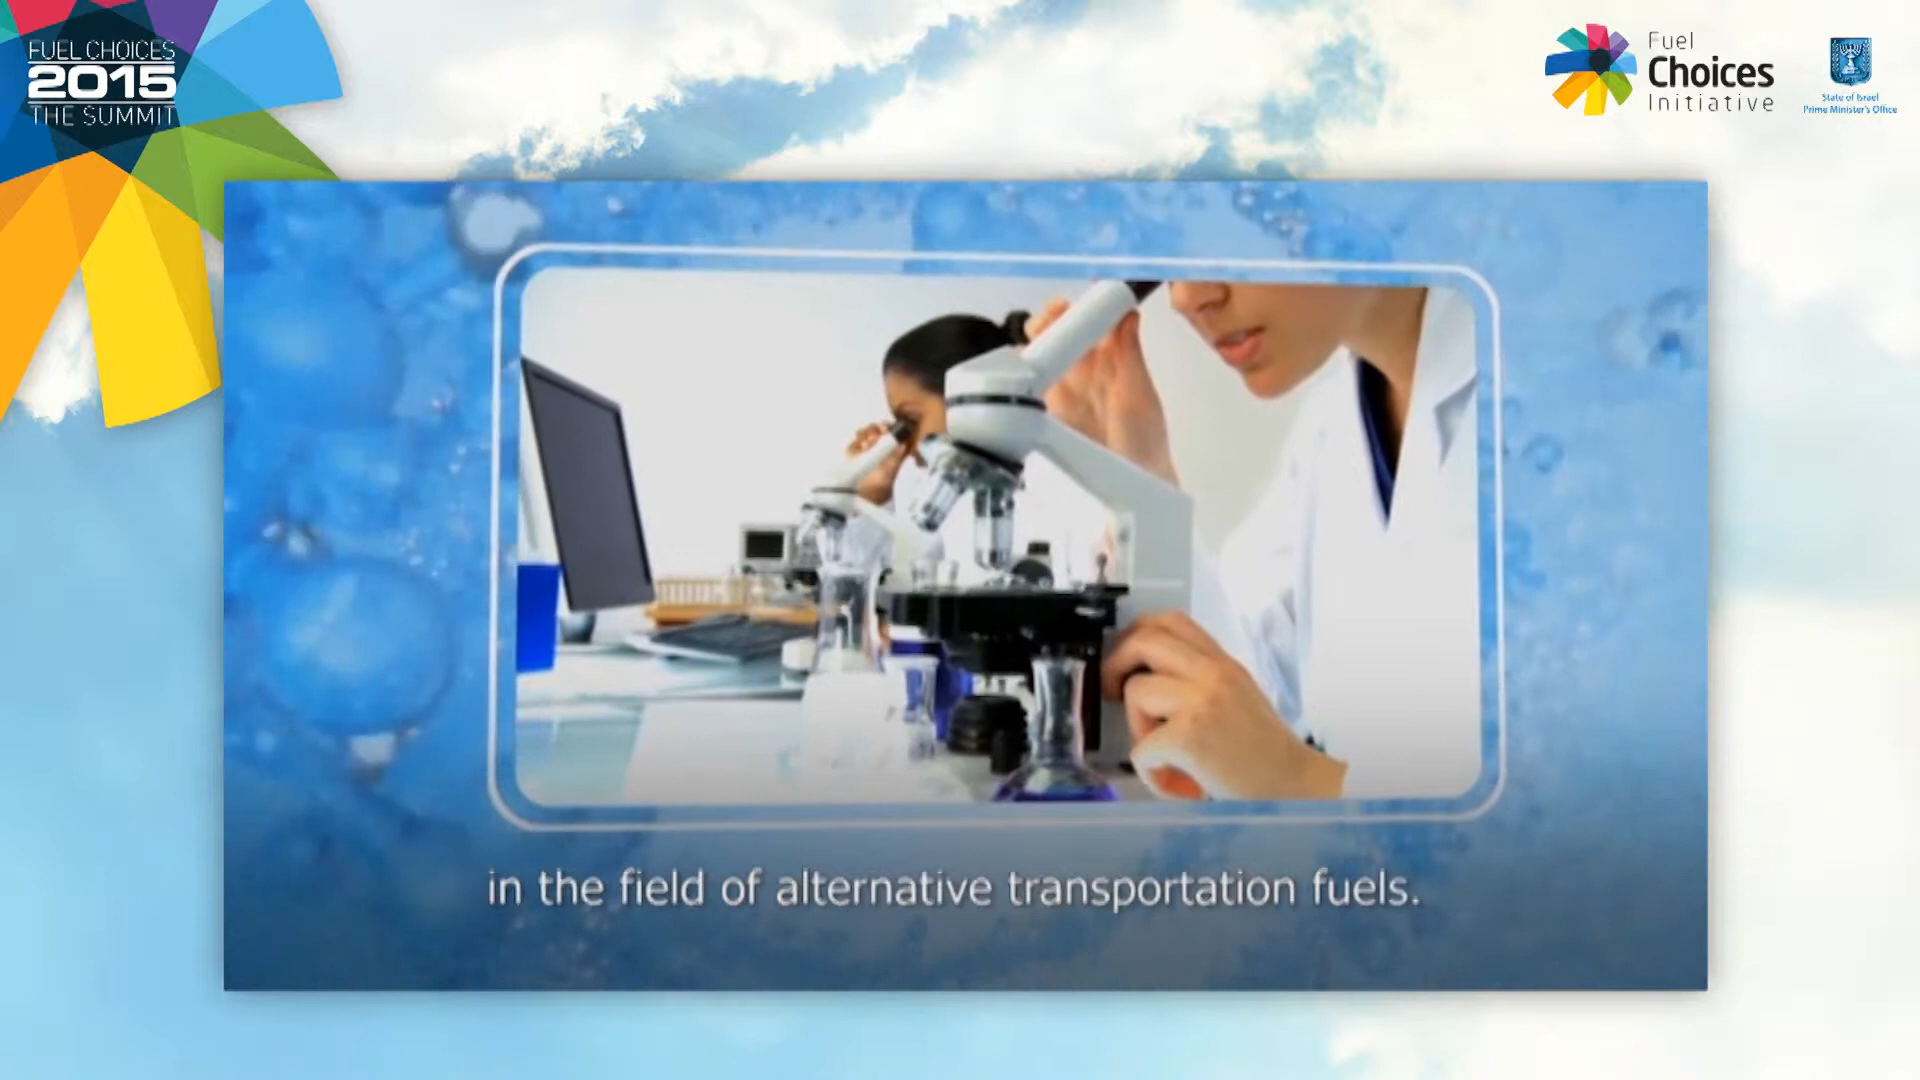 FUEL CHOICES
2015
THE SUMMIT
Fuel
Choices
Initiative
State of Israel
Prime Minister's Office
in the field of alternative transportation fuels.